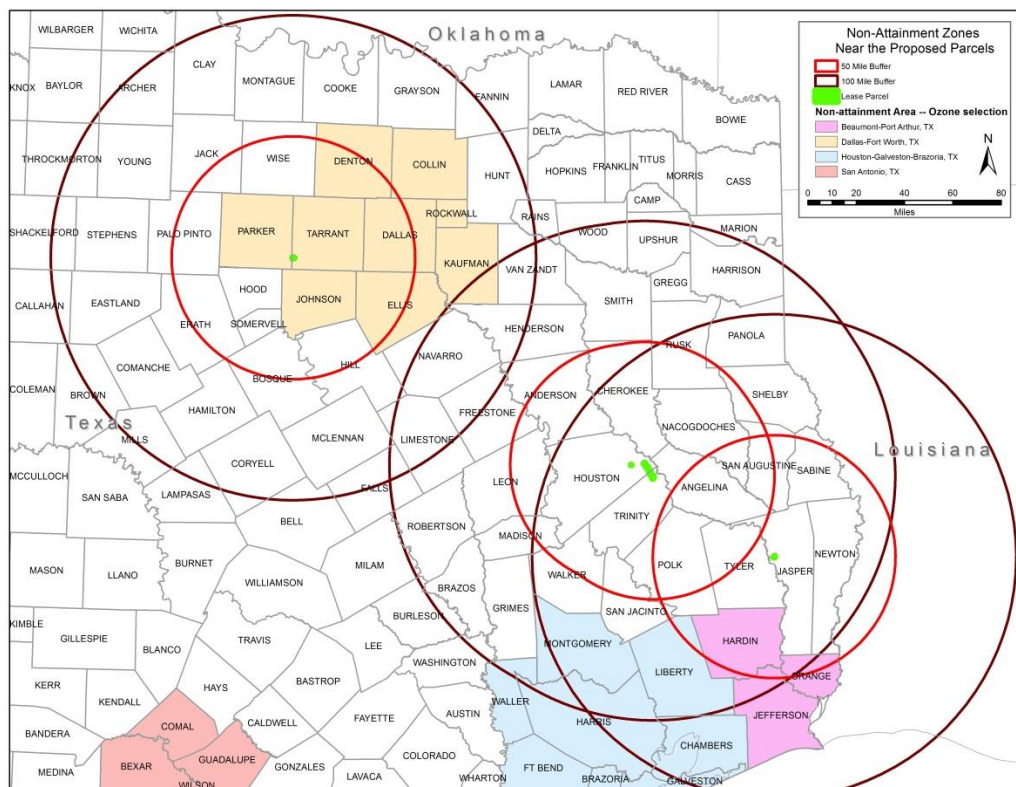 Oklahoma
Texas
Louisiana
Non-Attainment Zones
Near the Proposed Parcels
50 Mile Buffer
100 Mile Buffer
Lease Parcel
Non-attainment Area -- Ozone selection
Beaumont-Port Arthur, TX
Dallas-Fort Worth, TX
Houston-Galveston-Brazoria, TX
San Antonio, TX
N
0 5 10 20 40 60 80
Miles
WILBARGER
WICHITA
CLAY
MONTAGUE
COOKE
GRAYSON
FANNIN
LAMAR
RED RIVER
BOWIE
KNOX
BAYLOR
ARCHER
DELTA
THROCKMORTON
YOUNG
JACK
WISE
DENTON
COLLIN
HUNT
HOPKINS
FRANKLIN
TITUS
MORRIS
CASS
CAMP
ROCKWALL
RAINS
WOOD
UPSHUR
MARION
SHACKELFORD
STEPHENS
PALO PINTO
PARKER
TARRANT
DALLAS
KAUFMAN
VAN ZANDT
GREGG
HARRISON
CALLAHAN
EASTLAND
ERATH
HOOD
SOMERVELL
JOHNSON
ELLIS
HENDERSON
SMITH
RUSK
PANOLA
COLEMAN
BROWN
COMANCHE
HAMILTON
BOSQUE
HILL
NAVARRO
ANDERSON
CHEROKEE
SHELBY
MILLS
CORYELL
MCLENNAN
LIMESTONE
FREESTONE
NACOGDOCHES
MCCULLOCH
SAN SABA
LAMPASAS
BELL
FALLS
LEON
HOUSTON
ANGELINA
SAN AUGUSTINE
SABINE
ROBERTSON
MADISON
TRINITY
MASON
LLANO
BURNET
WILLIAMSON
MILAM
BRAZOS
WALKER
POLK
TYLER
JASPER
NEWTON
KIMBLE
GILLESPIE
BLANCO
TRAVIS
LEE
BURLESON
GRIMES
SAN JACINTO
MONTGOMERY
LIBERTY
HARDIN
ORANGE
KERR
KENDALL
HAYS
BASTROP
WASHINGTON
WALLER
HARRIS
JEFFERSON
BANDERA
COMAL
CALDWELL
FAYETTE
AUSTIN
CHAMBERS
MEDINA
BEXAR
GUADALUPE
WILSON
GONZALES
LAVACA
COLORADO
WHARTON
FT BEND
BRAZORIA
GALVESTON